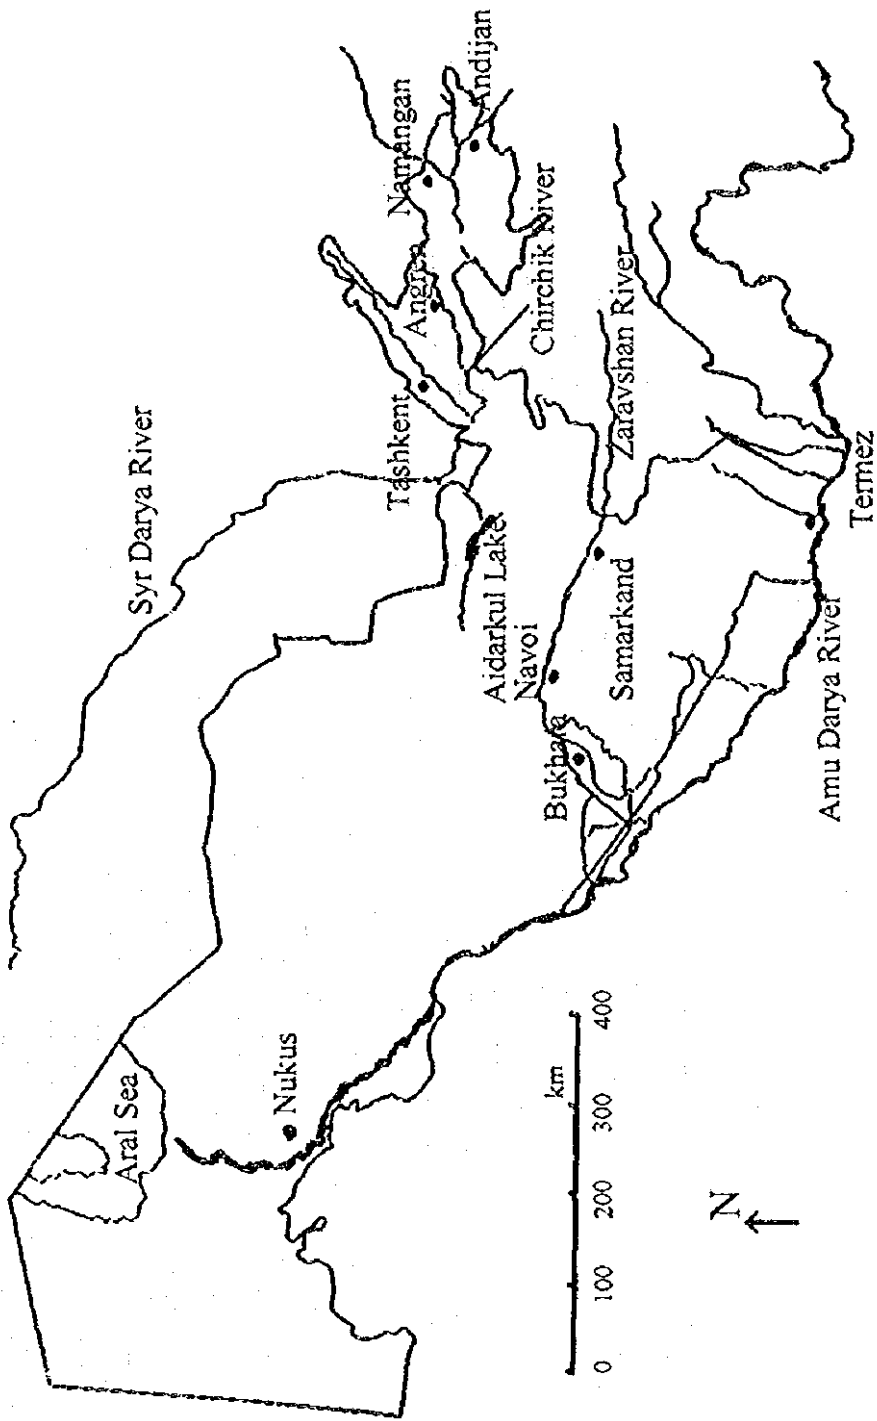 Syr Darya River
Aral Sea
Nukus
Tashkent
Angren
Namangan
Andijan
Chirchik River
Aidarkul Lake
Navoi
Bukhara
Samarkand
Zaravshan River
Amu Darya River
Termez
km
0 100 200 300 400
N